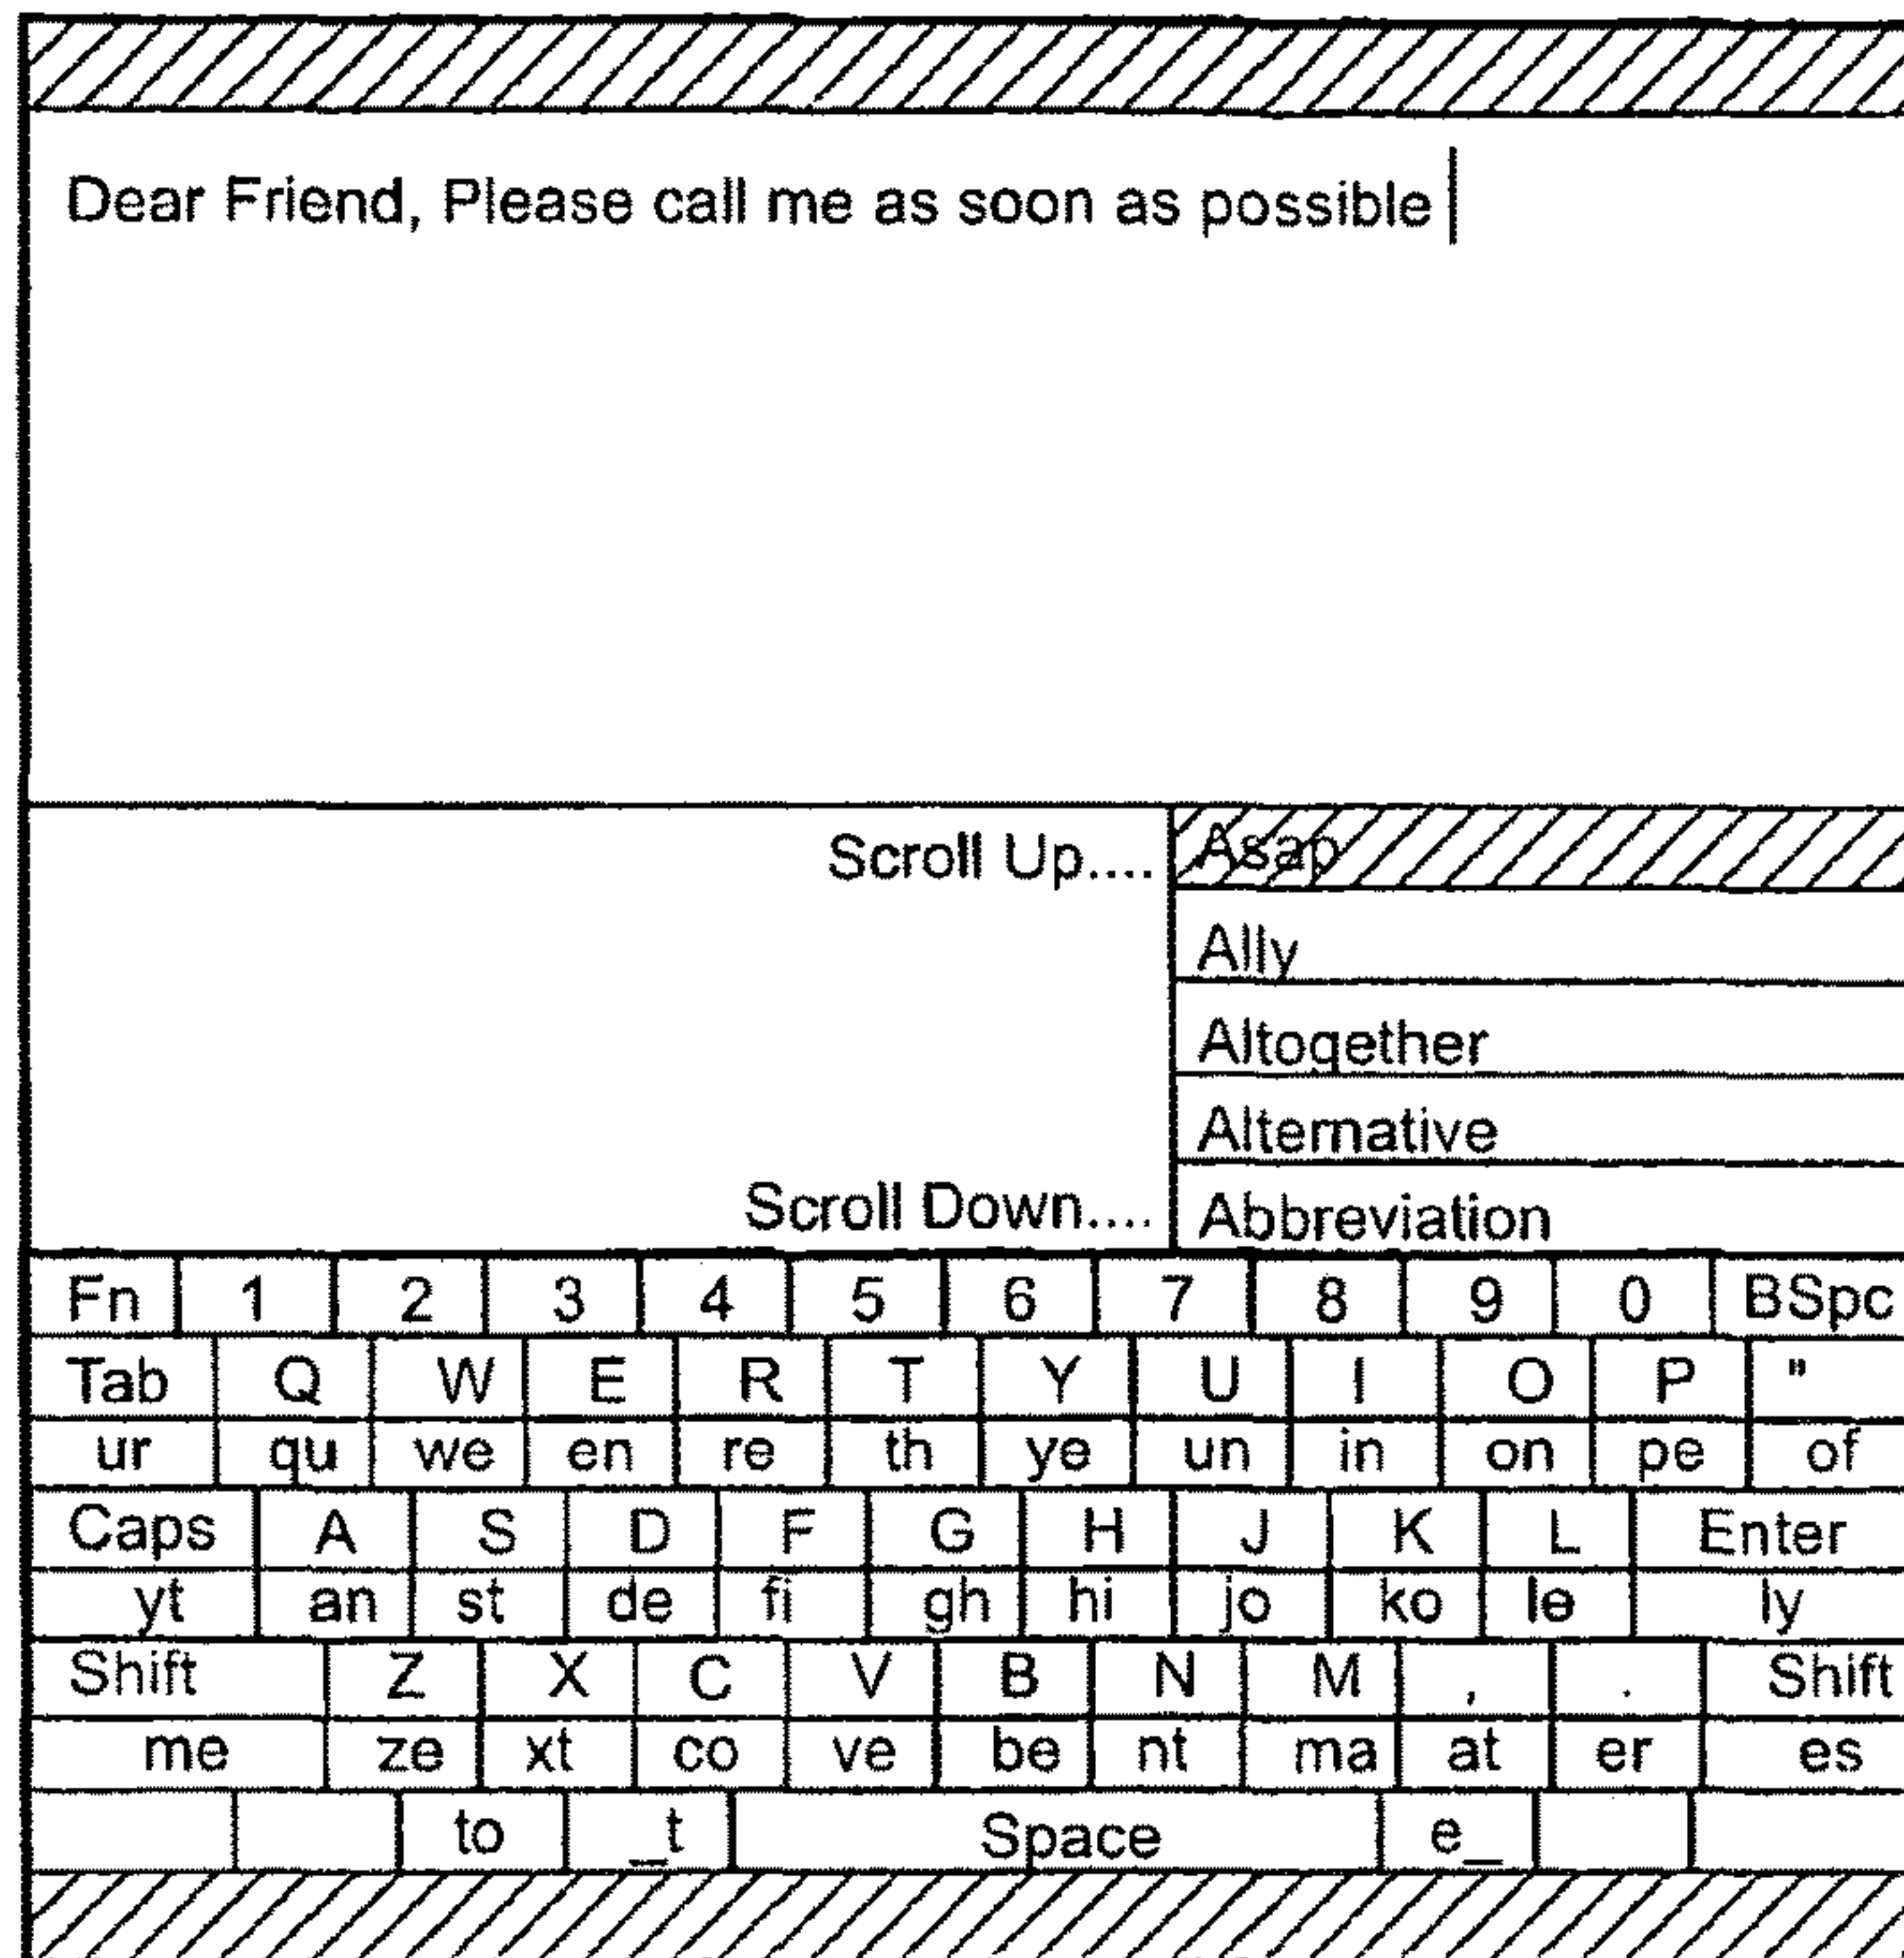 Dear Friend, Please call me as soon as possible
Scroll Up.... Asap
Ally
Altogether
Alternative
Scroll Down.... Abbreviation
Fn 1 2 3 4 5 6 7 8 9 0 BSpc
Tab Q W E R T Y U I O P "
ur qu we en re th ye un in on pe of
Caps A S D F G H J K L Enter
yt an st de fi gh hi jo ko le ly
Shift Z X C V B N M , . Shift
me ze xt co ve be nt ma at er es
to _t Space e_